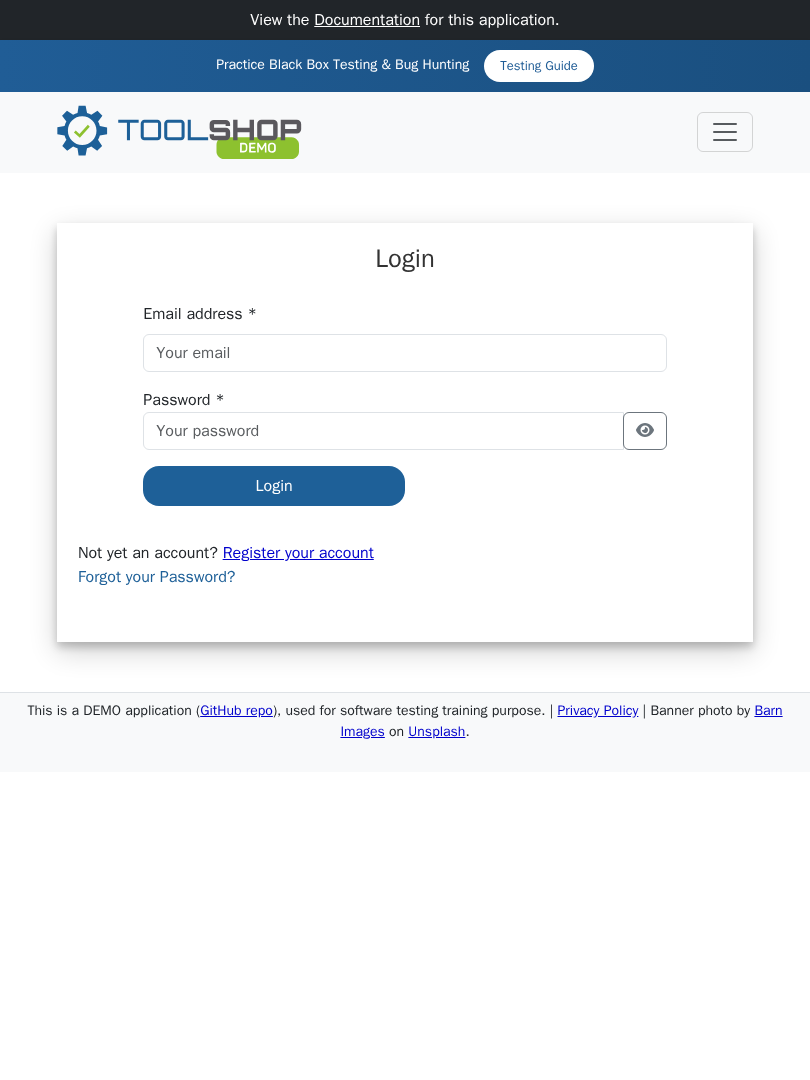 View the Documentation for this application.
Practice Black Box Testing & Bug Hunting Testing Guide
TOOLSHOP
DEMO
Login
Email address *
Your email
Password *
Your password
Login
Not yet an account? Register your account
Forgot your Password?
This is a DEMO application (GitHub repo), used for software testing training purpose. | Privacy Policy | Banner photo by Barn
Images on Unsplash.